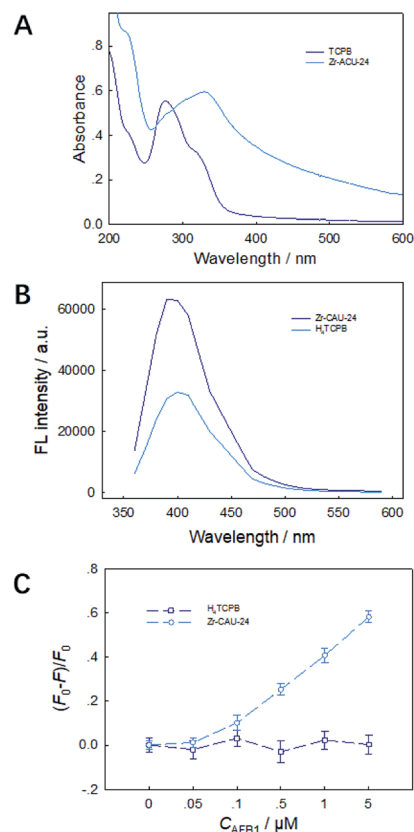 A
.8
.6
.4
.2
0.0
Absorbance
TCPB
Zr-ACU-24
200 300 400 500 600
Wavelength / nm
B
60000
40000
20000
0
FL intensity / a.u.
Zr-CAU-24
H4TCPB
350 400 450 500 550 600
Wavelength / nm
C
.8
.6
.4
.2
0.0
-.2
(F0-F)/F0
H4TCPB
Zr-CAU-24
0 .05 .1 .5 1 5
CAFB1 / µM